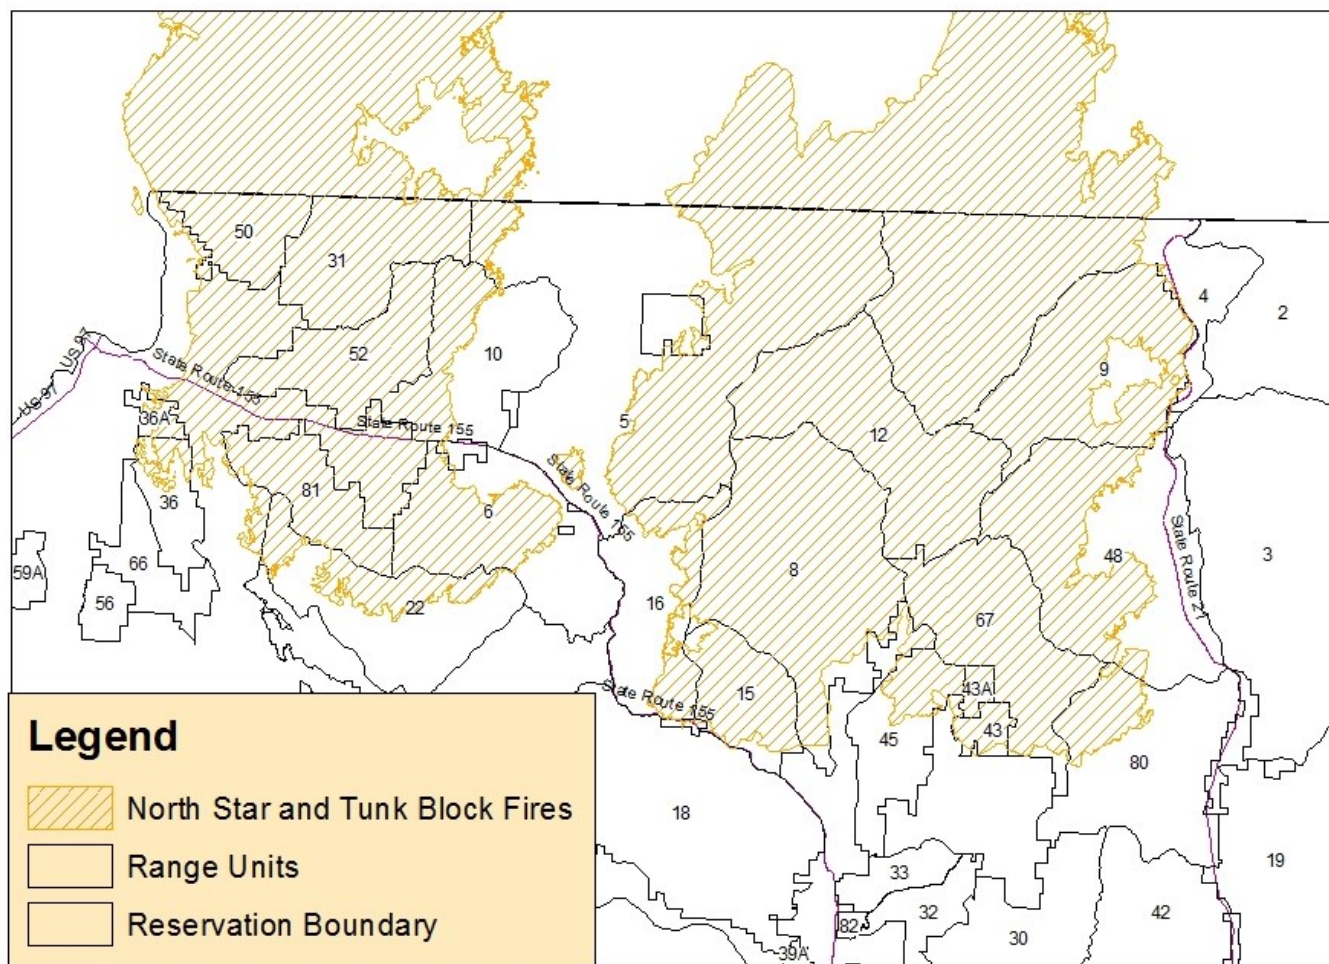 50
31
4
2
10
52
9
US 97
US 97
State Route 155
State Route 155
36A
5
12
81
36
6
State Route 155
State Route 21
48
3
59A
66
56
22
16
8
67
State Route 155
15
43A
45
43
80
18
19
33
32
82
42
30
39A
Legend
North Star and Tunk Block Fires
Range Units
Reservation Boundary